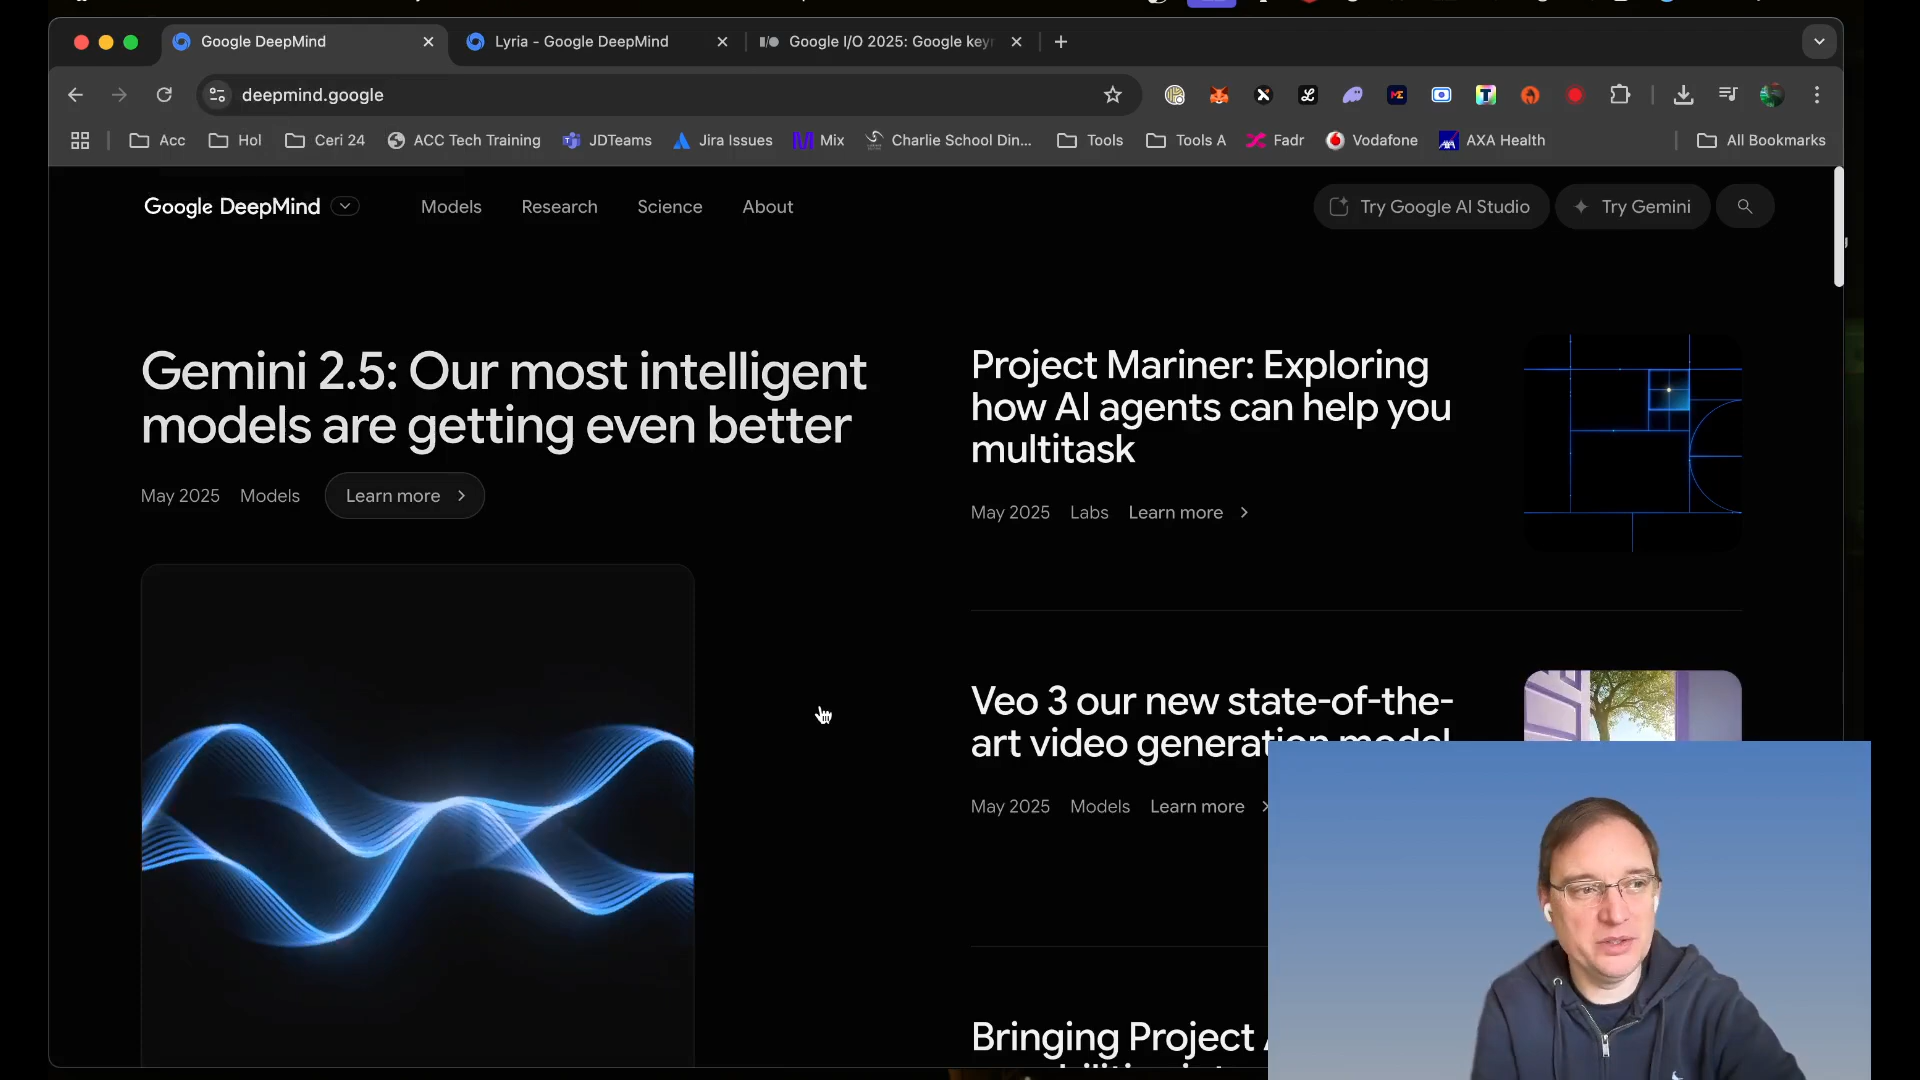 Google DeepMind
Lyria - Google DeepMind
Google I/O 2025: Google keyn
deepmind.google
Acc
Hol
Ceri 24
ACC Tech Training
JDTeams
Jira Issues
Mix
Charlie School Din...
Tools
Tools A
Fadr
Vodafone
AXA Health
All Bookmarks
Google DeepMind
Models
Research
Science
About
Try Google AI Studio
Try Gemini
Gemini 2.5: Our most intelligent
models are getting even better
May 2025 Models Learn more
Project Mariner: Exploring
how AI agents can help you
multitask
May 2025 Labs Learn more
Veo 3 our new state-of-the-
art video generation model
May 2025 Models Learn more
Bringing Project